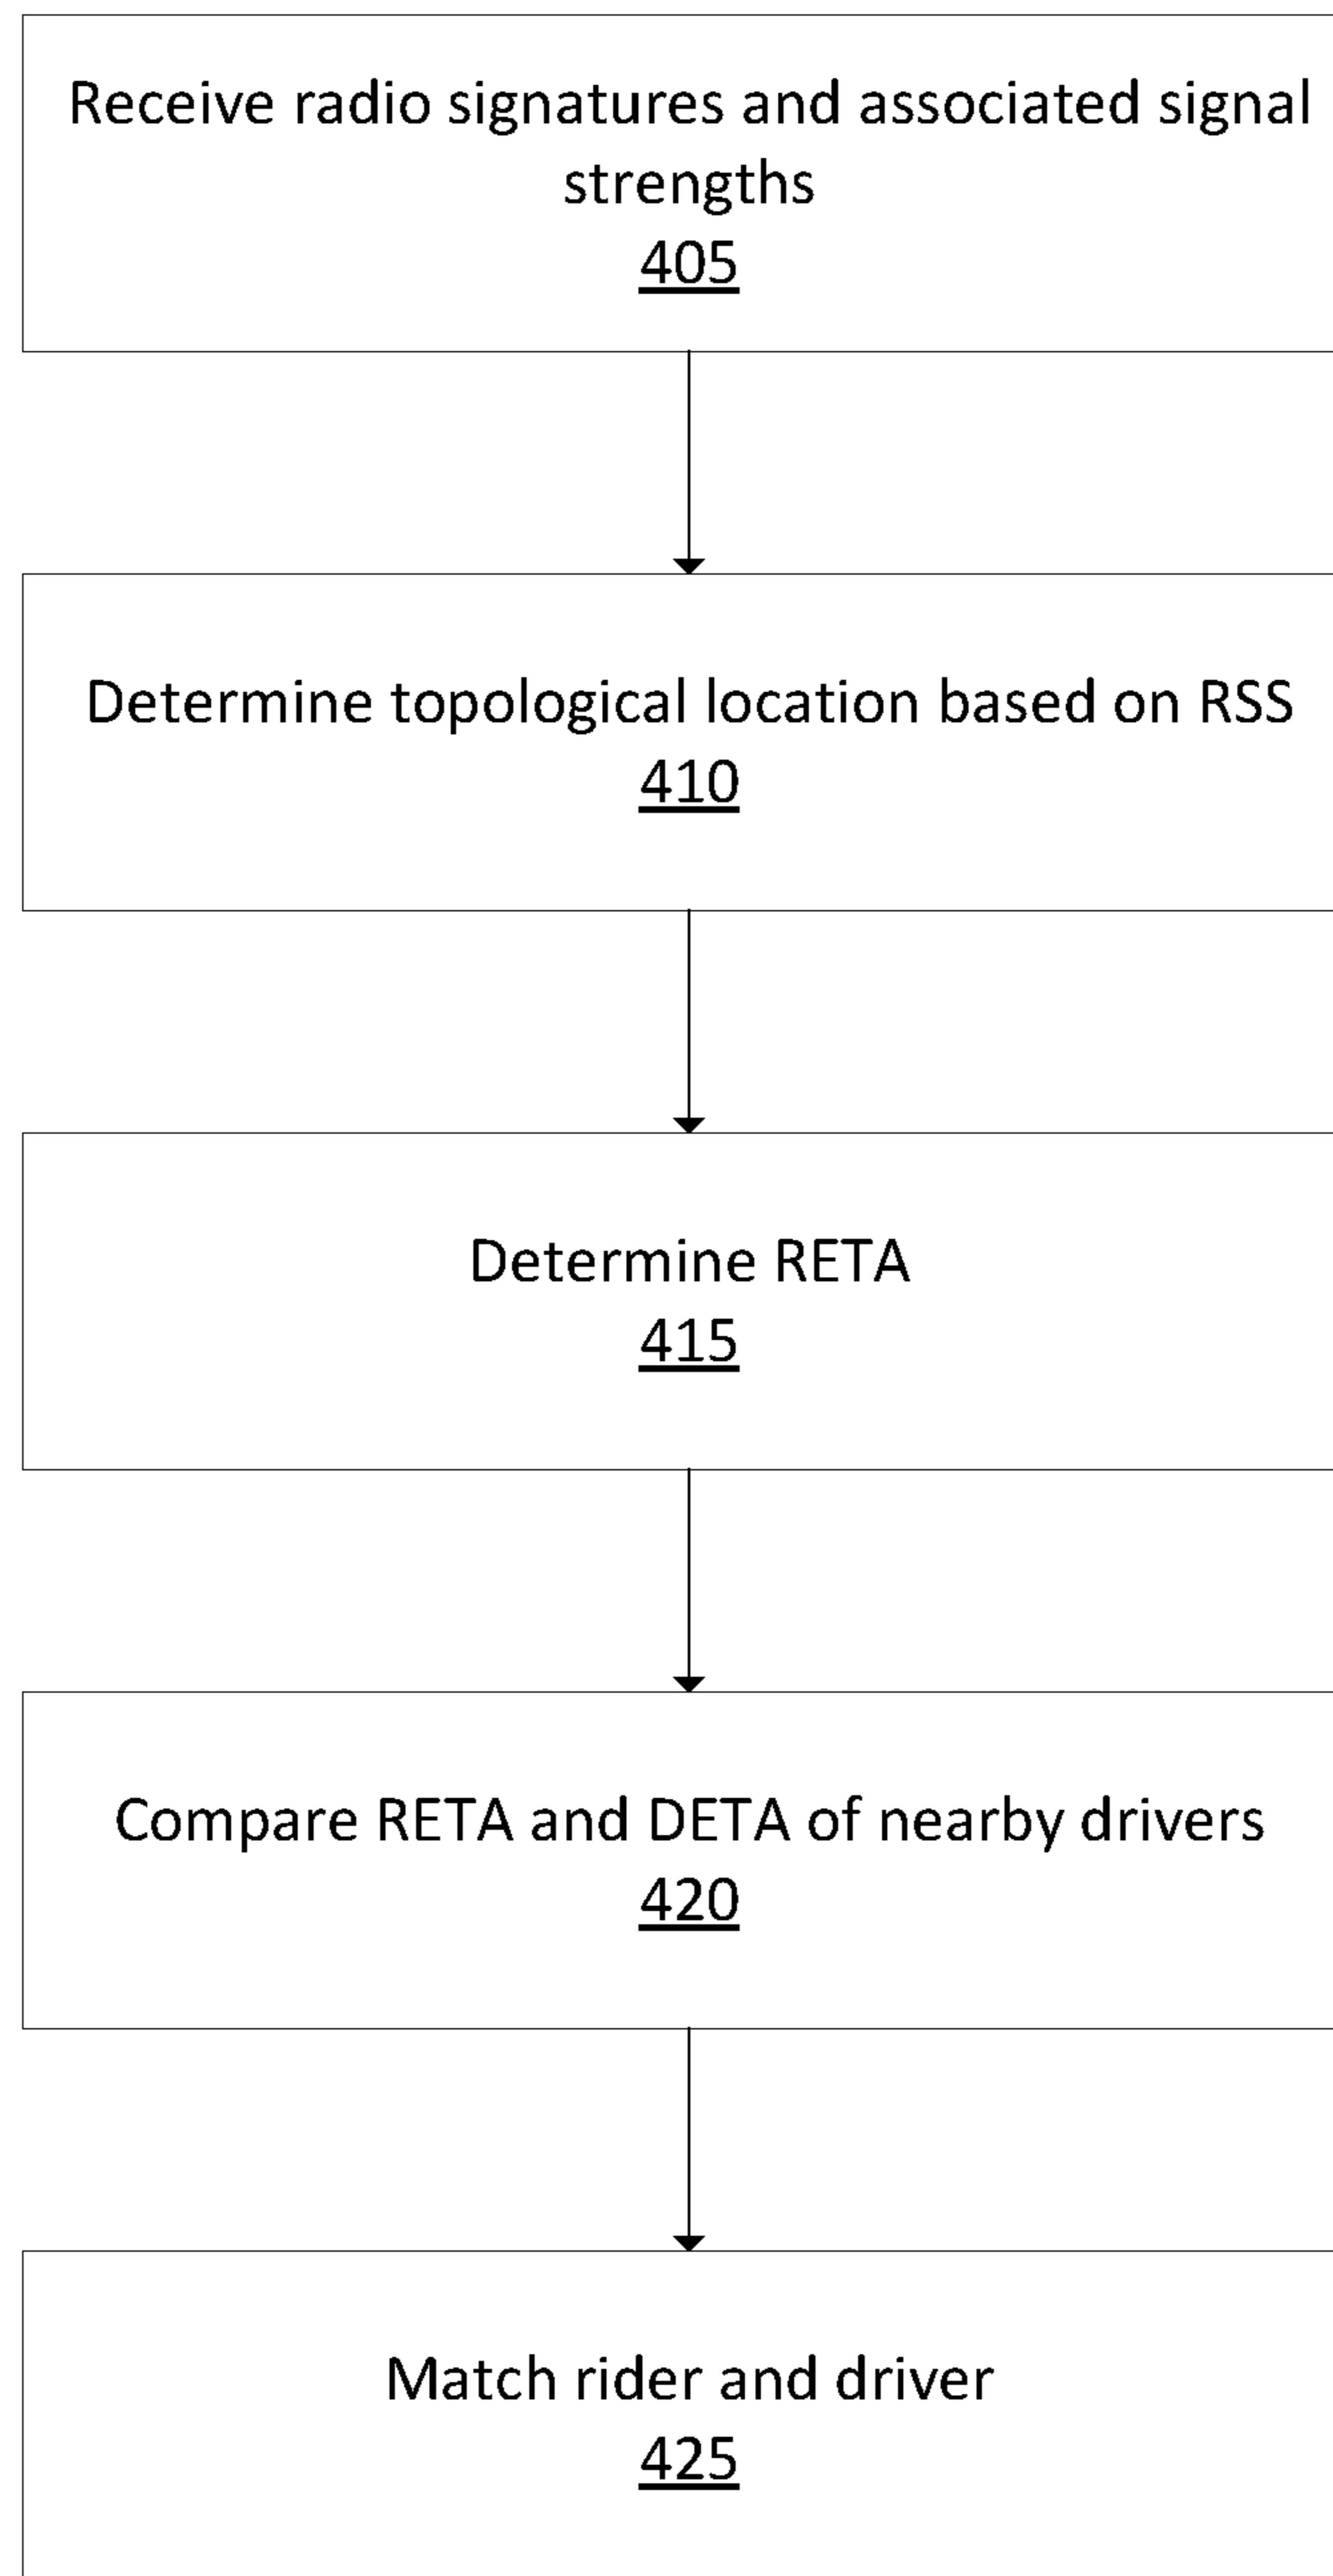 Receive radio signatures and associated signal
strengths
405
Determine topological location based on RSS
410
Determine RETA
415
Compare RETA and DETA of nearby drivers
420
Match rider and driver
425